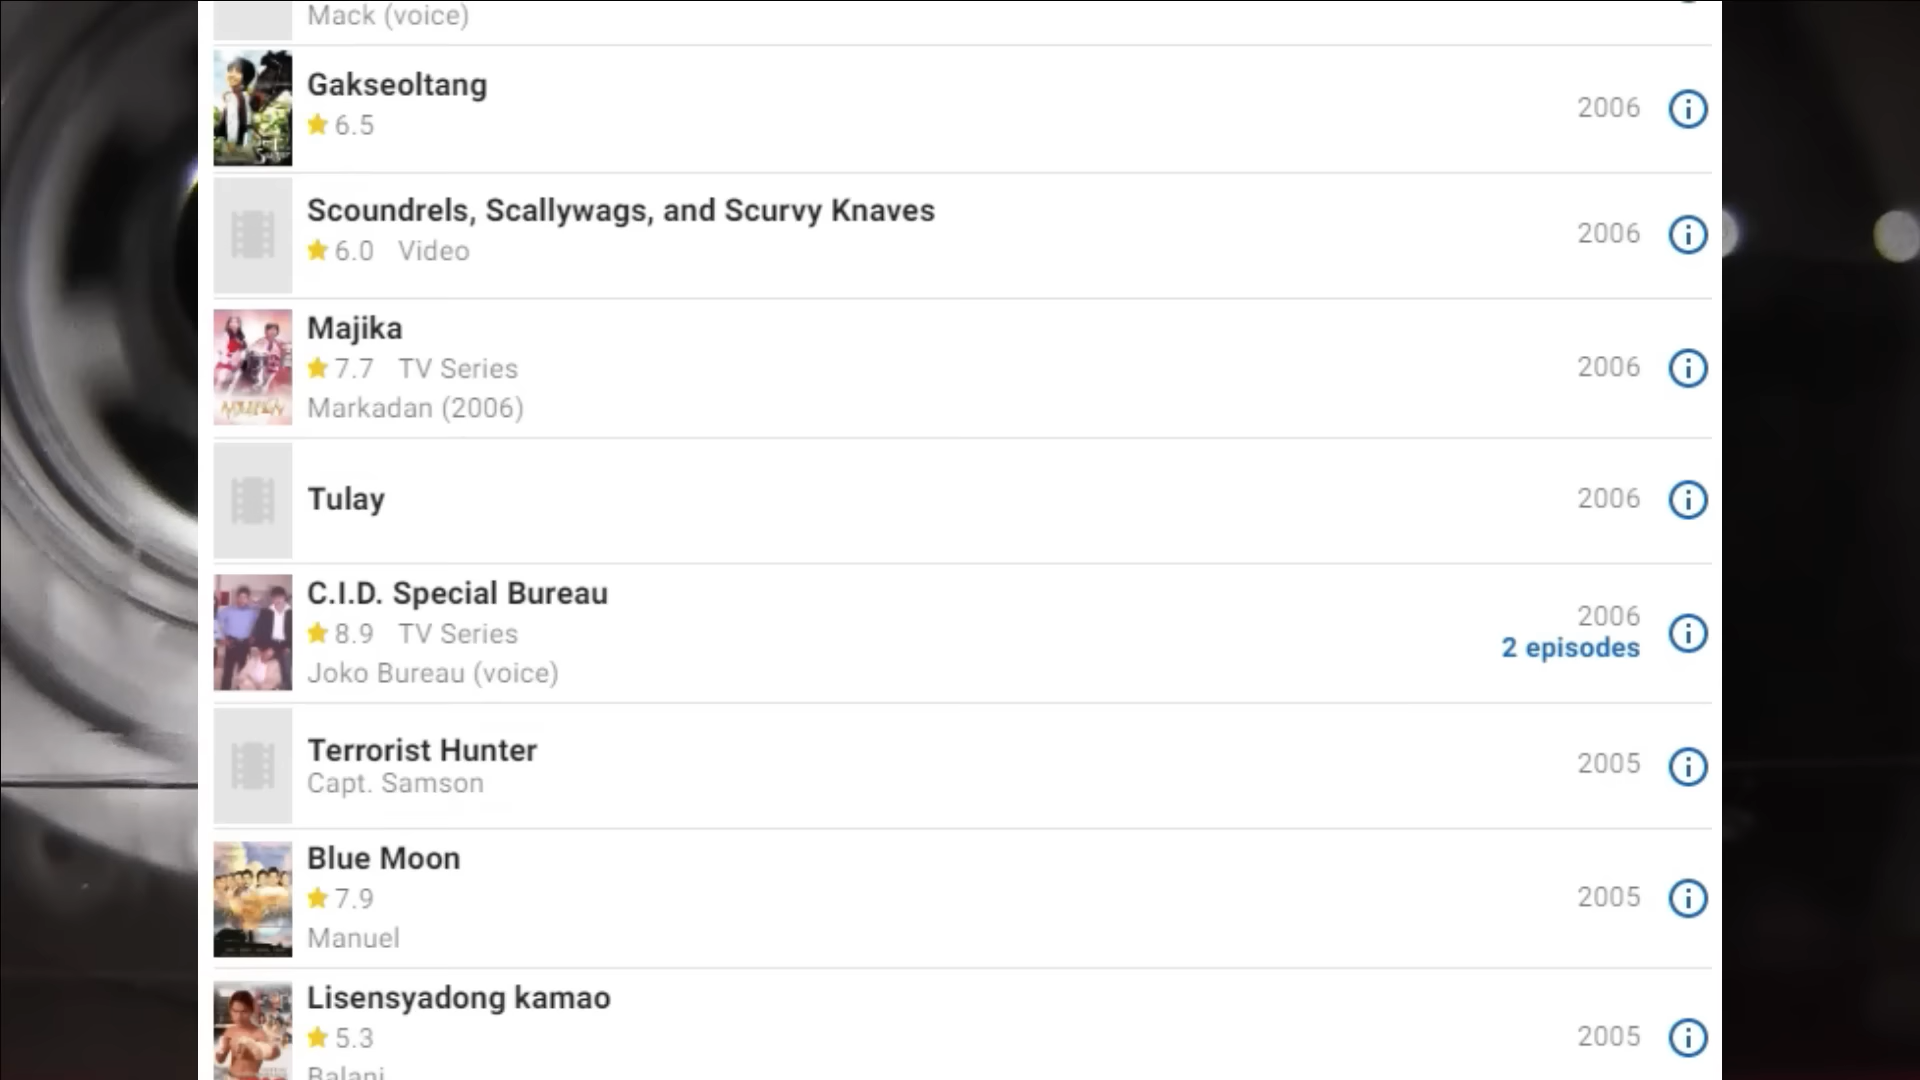 Mack (voice)
Gakseoltang
6.5
2006
Scoundrels, Scallywags, and Scurvy Knaves
6.0 Video
2006
Majika
7.7 TV Series
Markadan (2006)
2006
Tulay
2006
C.I.D. Special Bureau
8.9 TV Series
Joko Bureau (voice)
2006
2 episodes
Terrorist Hunter
Capt. Samson
2005
Blue Moon
7.9
Manuel
2005
Lisensyadong kamao
5.3
Balani
2005